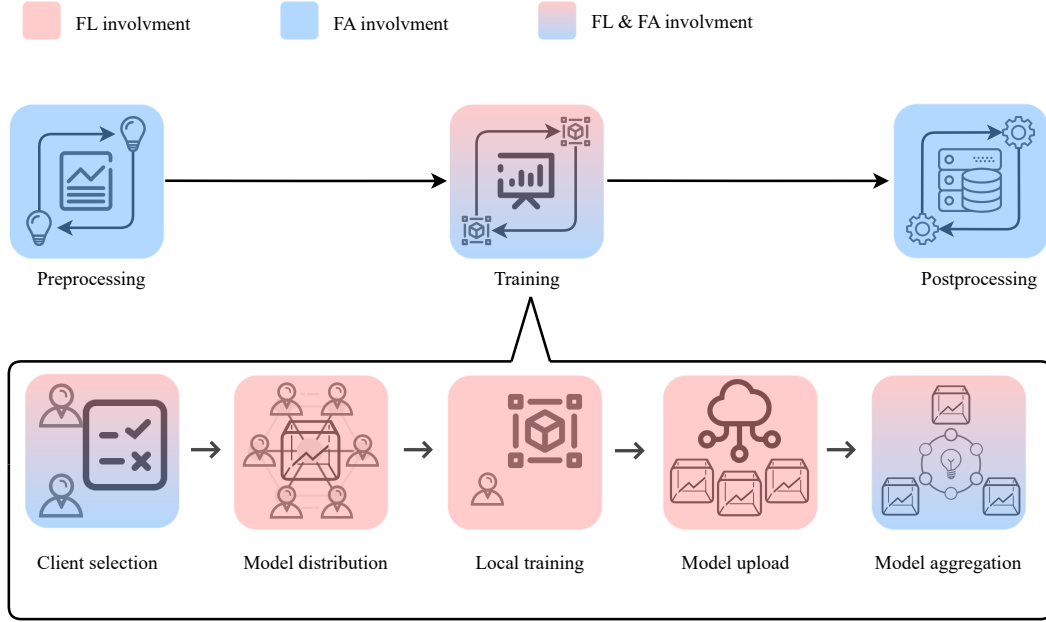 FL involvment
FA involvment
FL & FA involvment
Preprocessing
Training
Postprocessing
Client selection
Model distribution
Local training
Model upload
Model aggregation